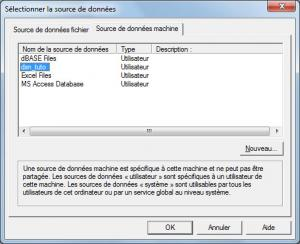 Sélectionner la source de données
Source de données fichier Source de données machine
Nom de la source de données Type Description :
dBASE Files Utilisateur
dsn_tuto Utilisateur
Excel Files Utilisateur
MS Access Database Utilisateur
Nouveau...
Une source de données machine est spécifique à cette machine et ne peut pas être
partagée. Les sources de données « utilisateur » sont spécifiques à un utilisateur de
cette machine. Les sources de données « système » sont utilisables par tous les
utilisateurs de cet ordinateur ou par un service global au niveau système.
OK Annuler Aide